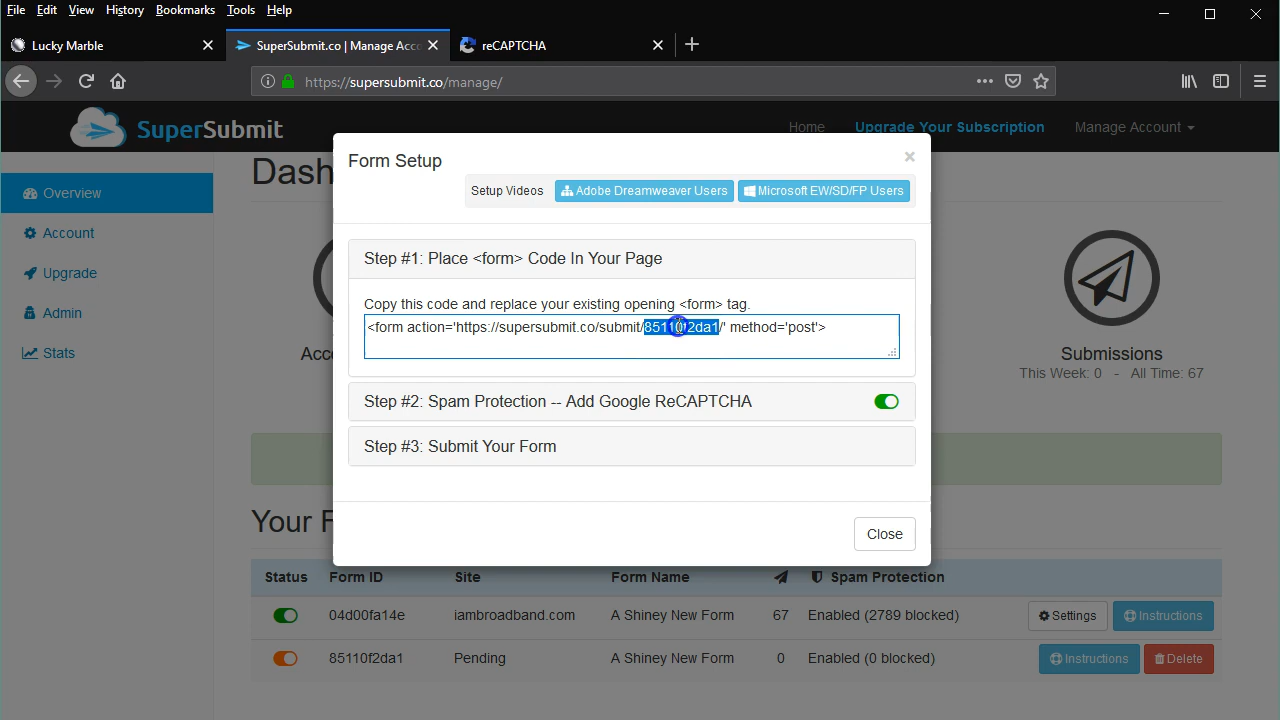 File Edit View History Bookmarks Tools Help
Lucky Marble
SuperSubmit.co | Manage Acco
reCAPTCHA
https://supersubmit.co/manage/
SuperSubmit
Home Upgrade Your Subscription Manage Account
Dash
Form Setup
Setup Videos Adobe Dreamweaver Users Microsoft EW/SD/FP Users
Overview
Account
Upgrade
Admin
Stats
Step #1: Place <form> Code In Your Page
Copy this code and replace your existing opening <form> tag.
<form action='https://supersubmit.co/submit/85110f2da1/' method='post'>
Acc
Submissions
This Week: 0 - All Time: 67
Step #2: Spam Protection -- Add Google ReCAPTCHA
Step #3: Submit Your Form
Your F
Close
Status Form ID Site Form Name Spam Protection
04d00fa14e iambroadband.com A Shiney New Form 67 Enabled (2789 blocked) Settings Instructions
85110f2da1 Pending A Shiney New Form 0 Enabled (0 blocked) Instructions Delete